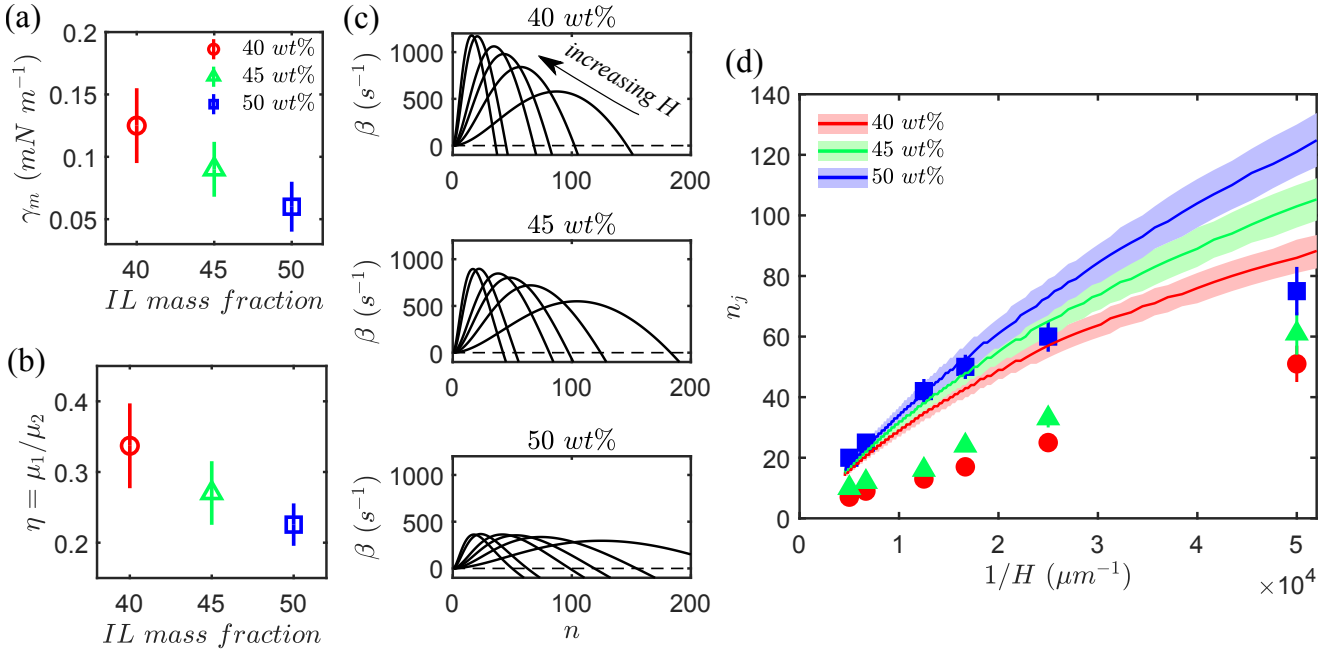 (a)
0.2
0.15
0.1
0.05
γm (mN m−1)
40 wt%
45 wt%
50 wt%
40 45 50
IL mass fraction
(b)
0.4
0.3
0.2
η = μ1/μ2
40 45 50
IL mass fraction
(c)
40 wt%
1000
500
0
β (s−1)
increasing H
0 100 200
45 wt%
1000
500
0
β (s−1)
0 100 200
50 wt%
1000
500
0
β (s−1)
0 100 200
n
(d)
140
120
100
80
60
40
20
0
nj
40 wt%
45 wt%
50 wt%
0 1 2 3 4 5
1/H (μm−1)
×104